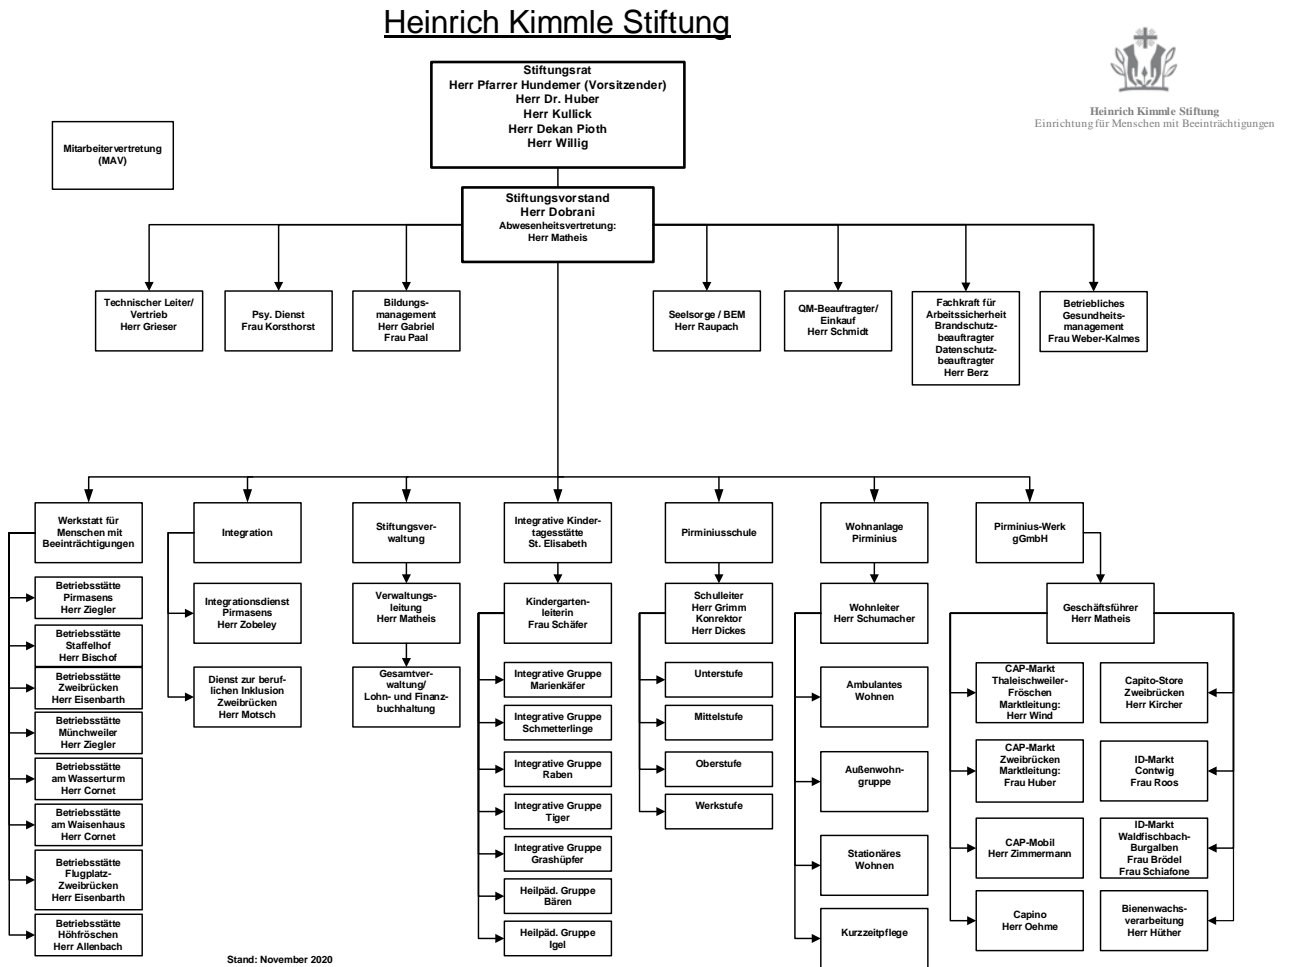 Heinrich Kimmle Stiftung
Heinrich Kimmle Stiftung
Einrichtung für Menschen mit Beeinträchtigungen
Stiftungsrat
Herr Pfarrer Hundemer (Vorsitzender)
Herr Dr. Huber
Herr Kullick
Herr Dekan Pioth
Herr Willig
Mitarbeitervertretung
(MAV)
Stiftungsvorstand
Herr Dobrani
Abwesenheitsvertretung:
Herr Matheis
Technischer Leiter/
Vertrieb
Herr Grieser
Psy. Dienst
Frau Korsthorst
Bildungs-
management
Herr Gabriel
Frau Paal
Seelsorge / BEM
Herr Raupach
QM-Beauftragter/
Einkauf
Herr Schmidt
Fachkraft für
Arbeitssicherheit
Brandschutz-
beauftragter
Datenschutz-
beauftragter
Herr Berz
Betriebliches
Gesundheits-
management
Frau Weber-Kalmes
Werkstatt für
Menschen mit
Beeinträchtigungen
Integration
Stiftungsver-
waltung
Integrative Kinder-
tagesstätte
St. Elisabeth
Pirminiusschule
Wohnanlage
Pirminius
Pirminius-Werk
gGmbH
Betriebsstätte
Pirmasens
Herr Ziegler
Betriebsstätte
Staffelhof
Herr Bischof
Betriebsstätte
Zweibrücken
Herr Eisenbarth
Betriebsstätte
Münchweiler
Herr Ziegler
Betriebsstätte
am Wasserturm
Herr Cornet
Betriebsstätte
am Waisenhaus
Herr Cornet
Betriebsstätte
Flugplatz-
Zweibrücken
Herr Eisenbarth
Betriebsstätte
Höhfröschen
Herr Allenbach
Integrationsdienst
Pirmasens
Herr Zobeley
Dienst zur beruf-
lichen Inklusion
Zweibrücken
Herr Motsch
Verwaltungs-
leitung
Herr Matheis
Gesamtver-
waltung/
Lohn- und Finanz-
buchhaltung
Kindergarten-
leiterin
Frau Schäfer
Integrative Gruppe
Marienkäfer
Integrative Gruppe
Schmetterlinge
Integrative Gruppe
Raben
Integrative Gruppe
Tiger
Integrative Gruppe
Grashüpfer
Heilpäd. Gruppe
Bären
Heilpäd. Gruppe
Igel
Schulleiter
Herr Grimm
Konrektor
Herr Dickes
Unterstufe
Mittelstufe
Oberstufe
Werkstufe
Wohnleiter
Herr Schumacher
Ambulantes
Wohnen
Außenwohn-
gruppe
Stationäres
Wohnen
Kurzzeitpflege
Geschäftsführer
Herr Matheis
CAP-Markt
Thaleischweiler-
Fröschen
Marktleitung:
Herr Wind
CAP-Markt
Zweibrücken
Marktleitung:
Frau Huber
CAP-Mobil
Herr Zimmermann
Capino
Herr Oehme
Capito-Store
Zweibrücken
Herr Kircher
ID-Markt
Contwig
Frau Roos
ID-Markt
Waldfischbach-
Burgalben
Frau Brödel
Frau Schiafone
Bienenwachs-
verarbeitung
Herr Hüther
Stand: November 2020